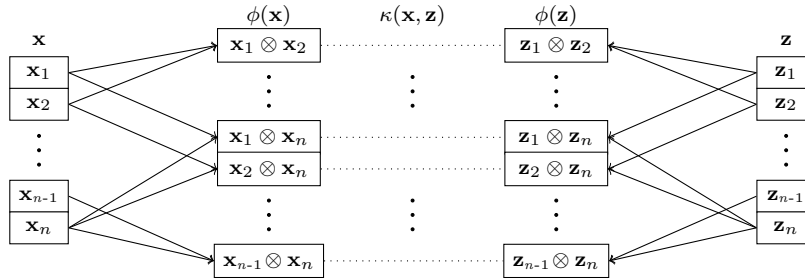 ϕ(x) κ(x, z) ϕ(z)
x z
x₁ ⊗ x₂ z₁ ⊗ z₂
x₁ z₁
x₂ z₂
x₁ ⊗ xₙ z₁ ⊗ zₙ
x₂ ⊗ xₙ z₂ ⊗ zₙ
xₙ₋₁ zₙ₋₁
xₙ zₙ
xₙ₋₁ ⊗ xₙ zₙ₋₁ ⊗ zₙ